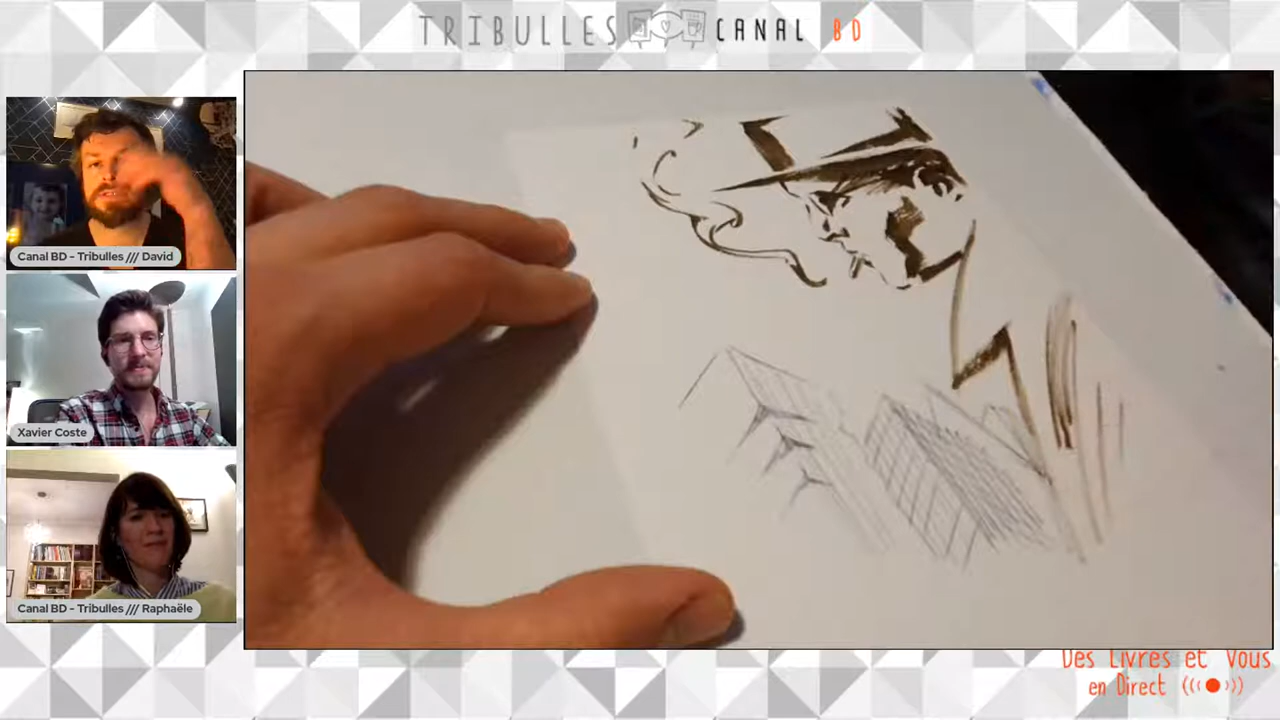 TRIBULLES CANAL BD
Canal BD - Tribulles /// David
Xavier Coste
Canal BD - Tribulles /// Raphaële
Des Livres et Vous
en Direct